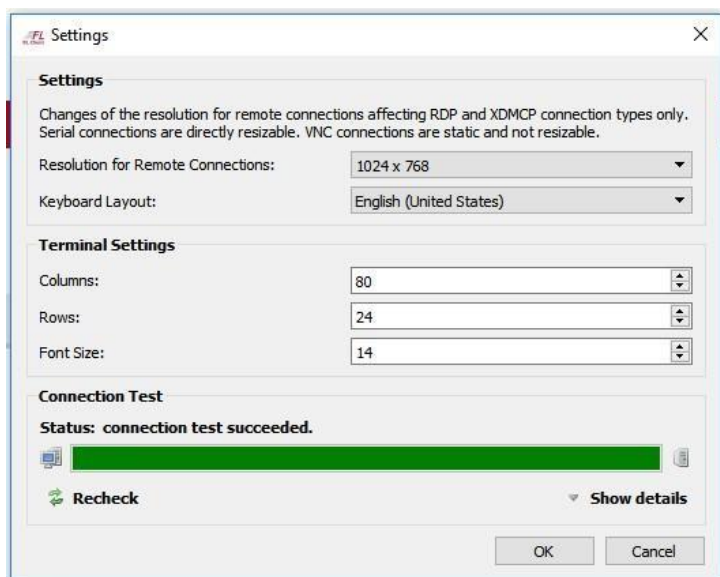 FL Settings
Settings
Changes of the resolution for remote connections affecting RDP and XDMCP connection types only.
Serial connections are directly resizable. VNC connections are static and not resizable.
Resolution for Remote Connections: 1024 x 768
Keyboard Layout: English (United States)
Terminal Settings
Columns: 80
Rows: 24
Font Size: 14
Connection Test
Status: connection test succeeded.
Recheck Show details
OK Cancel